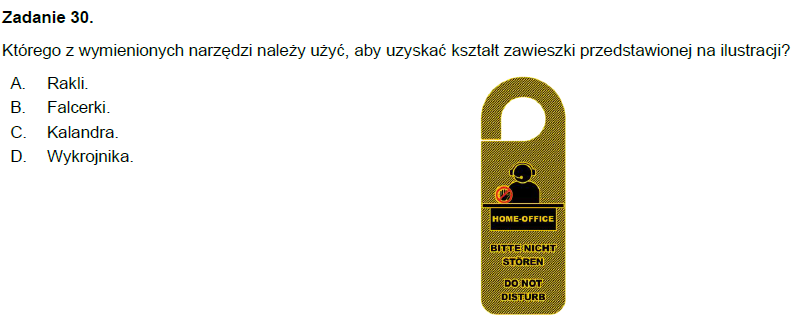 Zadanie 30.
Którego z wymienionych narzędzi należy użyć, aby uzyskać kształt zawieszki przedstawionej na ilustracji?
A. Rakli.
B. Falcerki.
C. Kalandra.
D. Wykrojnika.
HOME-OFFICE
BITTE NICHT
STÖREN
DO NOT
DISTURB